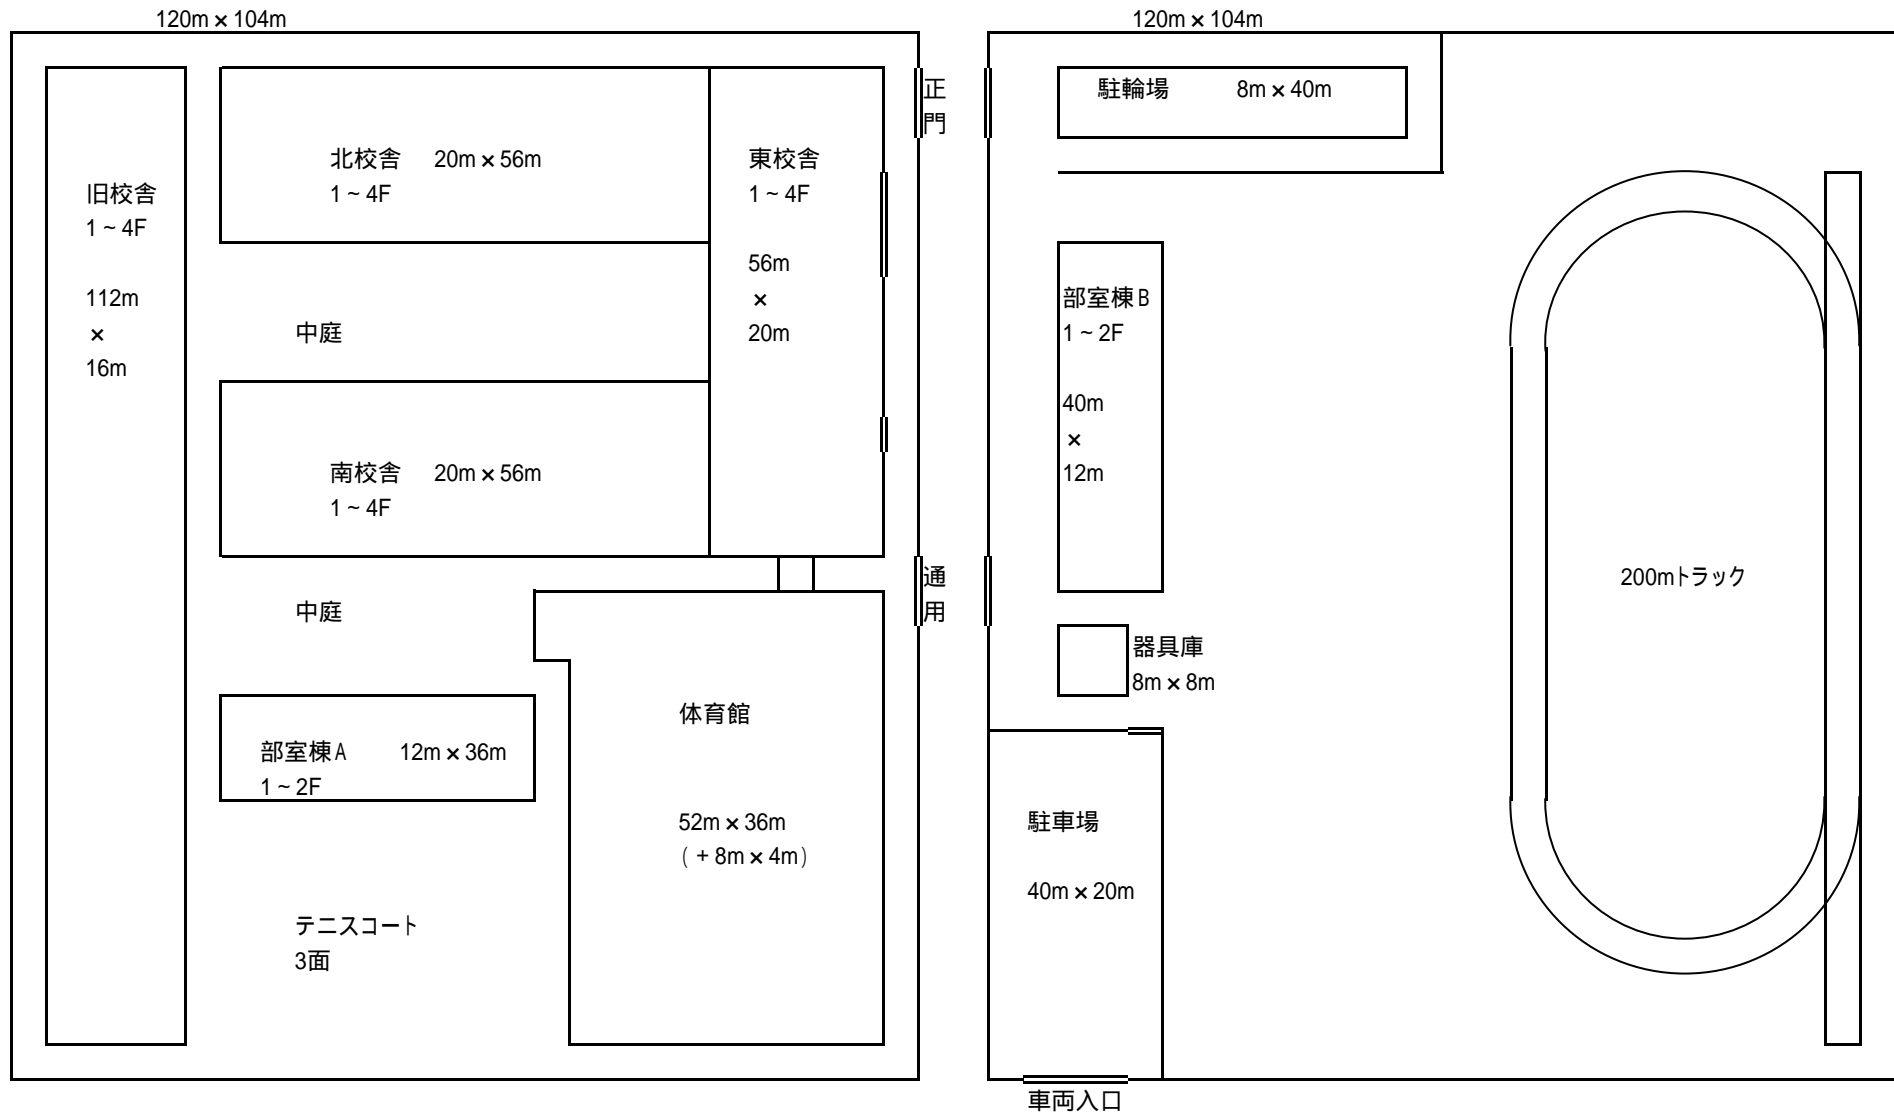 120m×104m
旧校舎
1~4F
112m
×
16m
北校舎 20m×56m
1~4F
東校舎
1~4F
56m
×
20m
中庭
南校舎 20m×56m
1~4F
中庭
部室棟A 12m×36m
1~2F
体育館
52m×36m
(+8m×4m)
テニスコート
3面
正
門
通
用
120m×104m
駐輪場 8m×40m
部室棟B
1~2F
40m
×
12m
器具庫
8m×8m
200mトラック
駐車場
40m×20m
車両入口